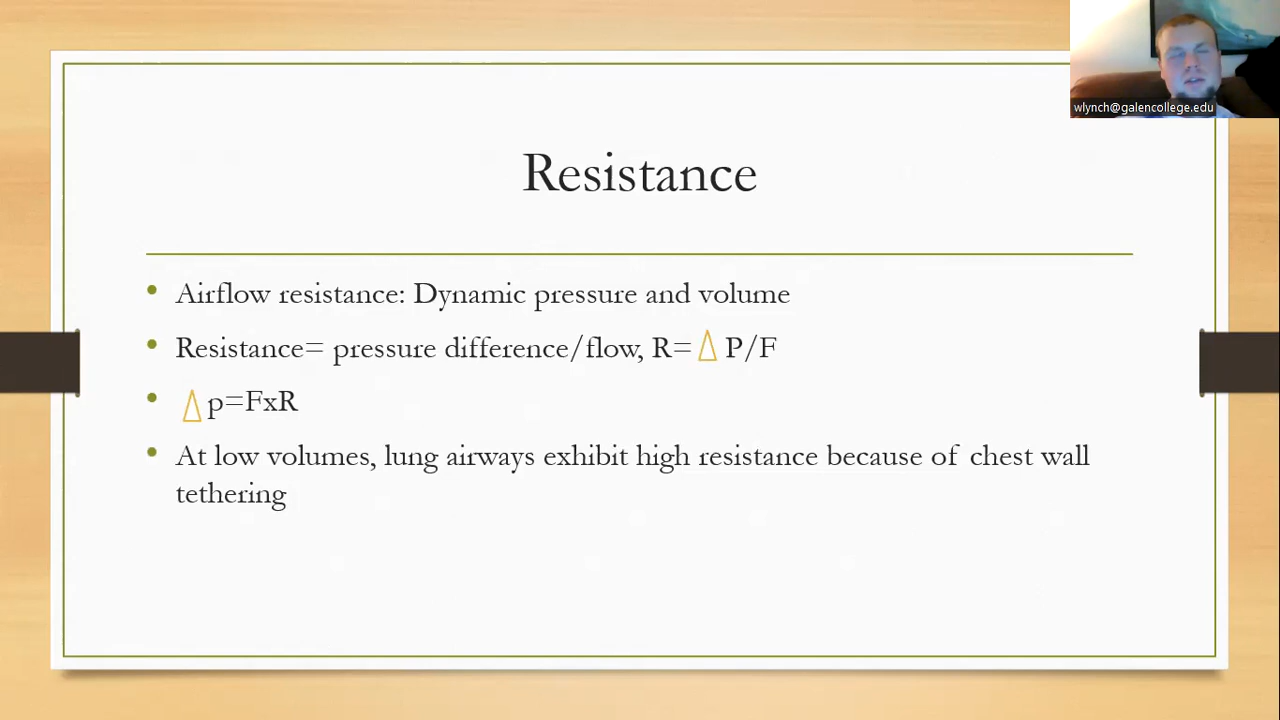 wlynch@galencollege.edu
Resistance
• Airflow resistance: Dynamic pressure and volume
• Resistance= pressure difference/flow, R= Δ P/F
• Δ p=FxR
• At low volumes, lung airways exhibit high resistance because of chest wall
tethering